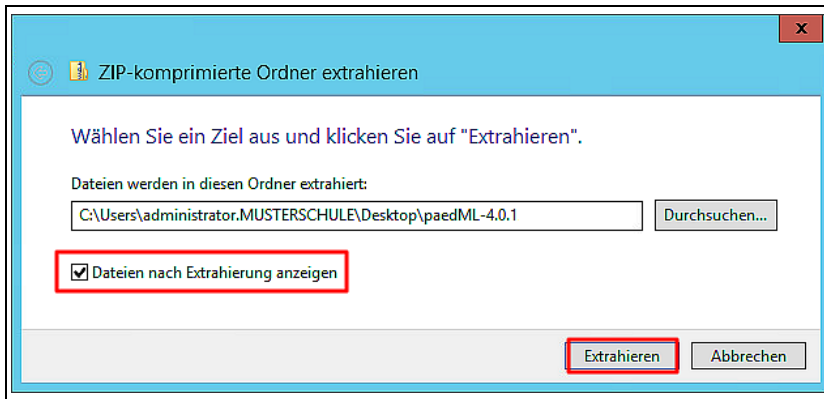 x
ZIP-komprimierte Ordner extrahieren
Wählen Sie ein Ziel aus und klicken Sie auf "Extrahieren".
Dateien werden in diesen Ordner extrahiert:
C:\Users\administrator.MUSTERSCHULE\Desktop\paedML-4.0.1 Durchsuchen...
Dateien nach Extrahierung anzeigen
Extrahieren Abbrechen